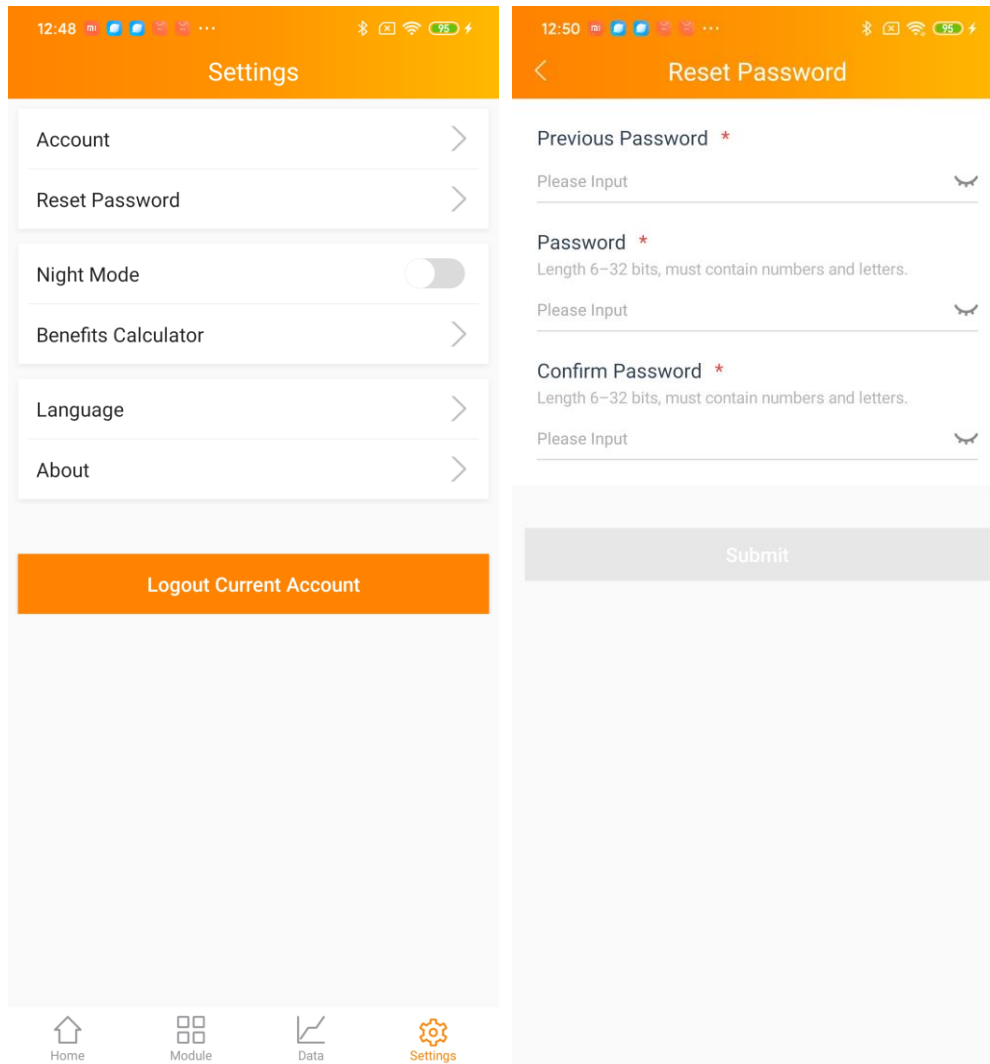 12:48
95
Settings
Account
Reset Password
Night Mode
Benefits Calculator
Language
About
Logout Current Account
Home
Module
Data
Settings
12:50
95
Reset Password
Previous Password *
Please Input
Password *
Length 6–32 bits, must contain numbers and letters.
Please Input
Confirm Password *
Length 6–32 bits, must contain numbers and letters.
Please Input
Submit